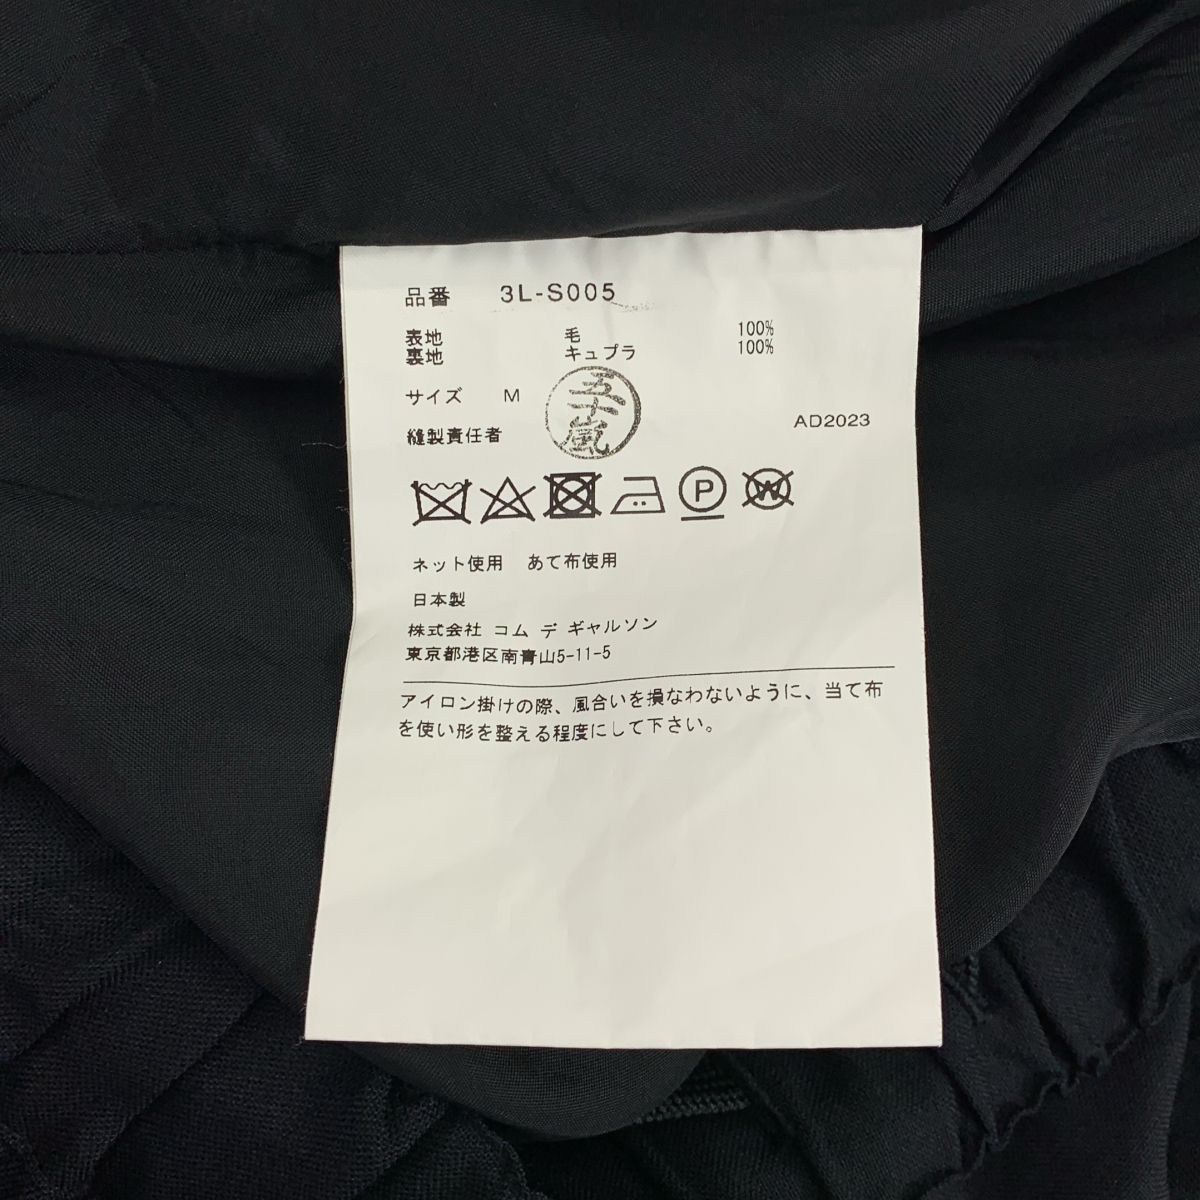 品番 3L-S005
表地 毛 100%
裏地 キュプラ 100%
サイズ M
五十嵐
縫製責任者
AD2023
P W
ネット使用 あて布使用
日本製
株式会社 コム デ ギャルソン
東京都港区南青山5-11-5
アイロン掛けの際、風合いを損なわないように、当て布
を使い形を整える程度にして下さい。